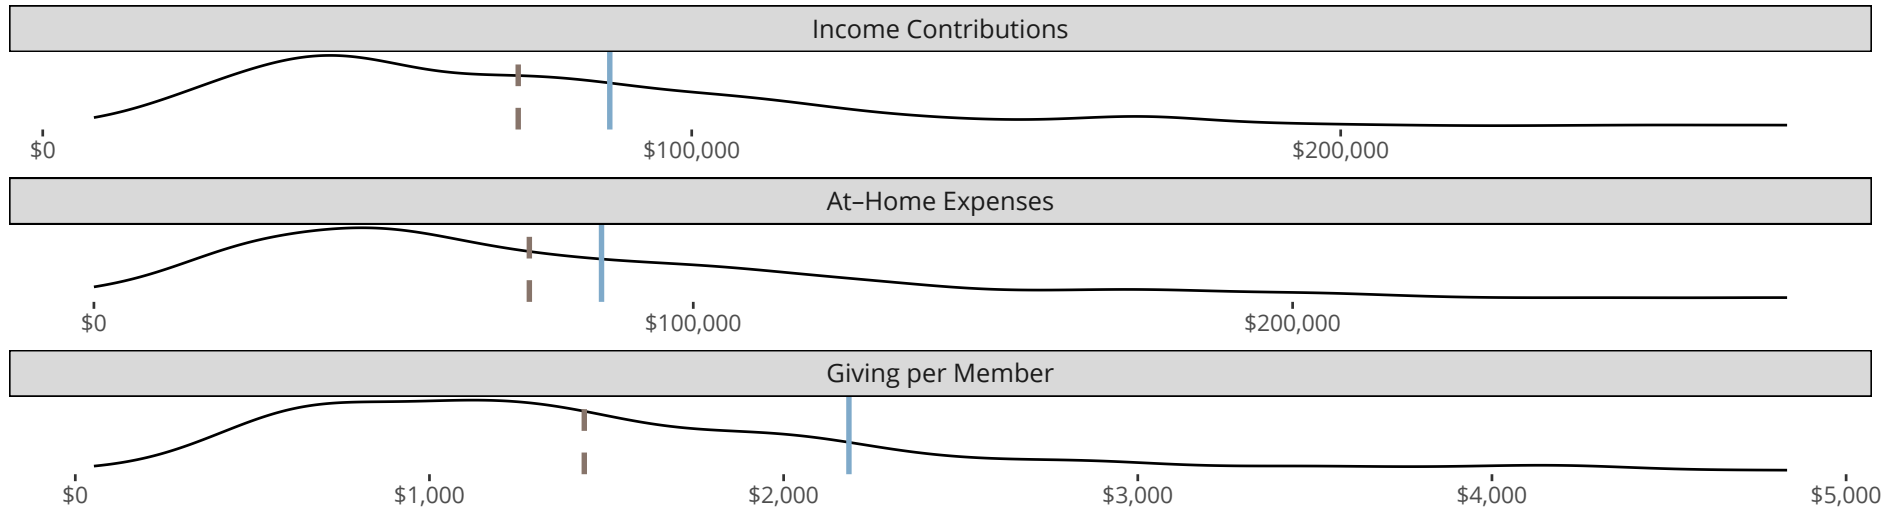 Income Contributions
$0 $100,000 $200,000
At–Home Expenses
$0 $100,000 $200,000
Giving per Member
$0 $1,000 $2,000 $3,000 $4,000 $5,000